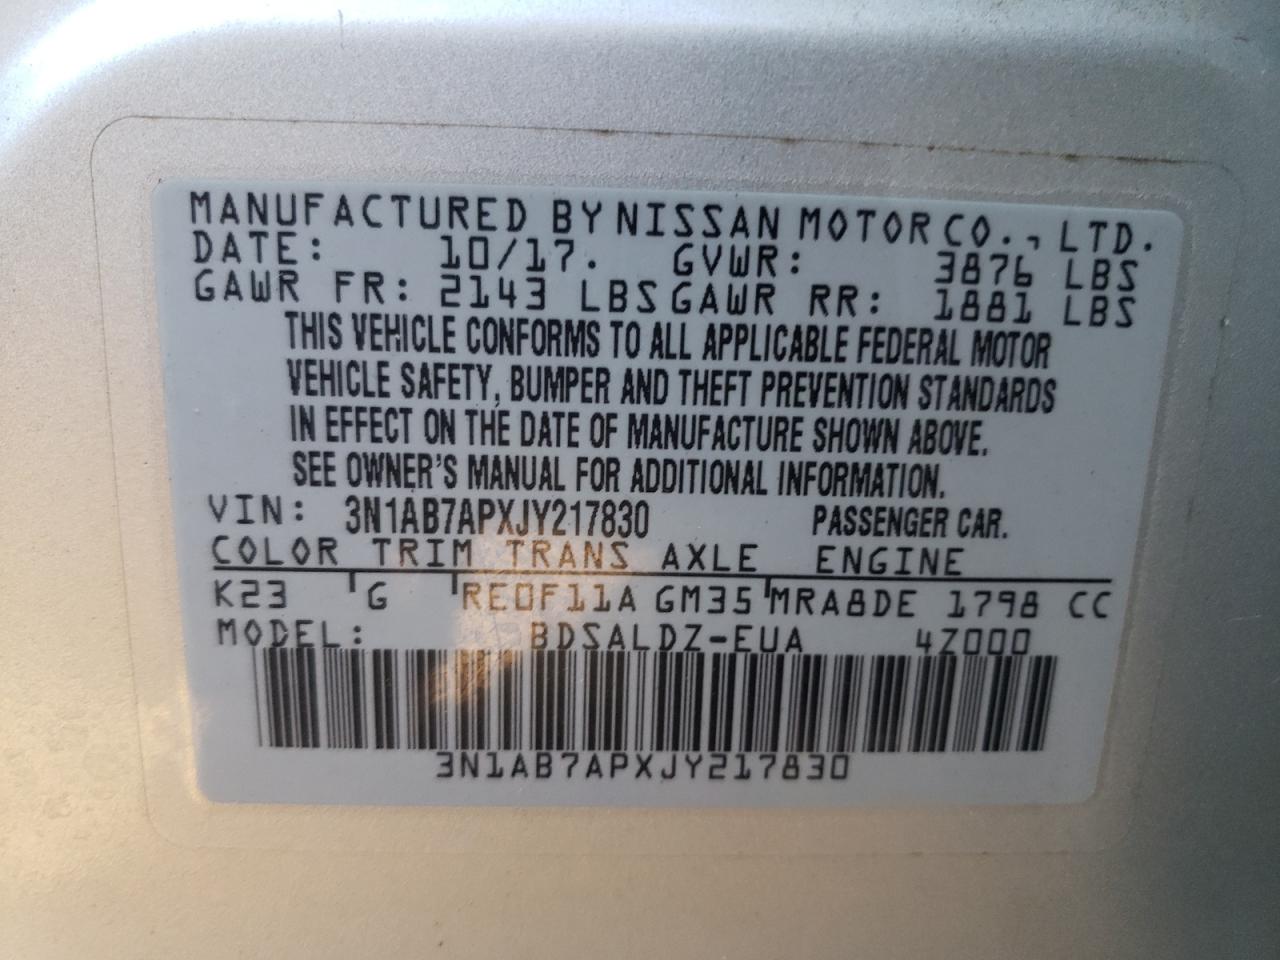 MANUFACTURED BY NISSAN MOTOR CO., LTD.
DATE: 10/17. GVWR: 3876 LBS
GAWR FR: 2143 LBS GAWR RR: 1881 LBS
THIS VEHICLE CONFORMS TO ALL APPLICABLE FEDERAL MOTOR
VEHICLE SAFETY, BUMPER AND THEFT PREVENTION STANDARDS
IN EFFECT ON THE DATE OF MANUFACTURE SHOWN ABOVE.
SEE OWNER'S MANUAL FOR ADDITIONAL INFORMATION.
VIN: 3N1AB7APXJY217830 PASSENGER CAR.
COLOR TRIM TRANS AXLE ENGINE
K23 G RE0F11A GM35 MRA8DE 1798 CC
MODEL: BDSALDZ-EUA 4Z000
3N1AB7APXJY217830